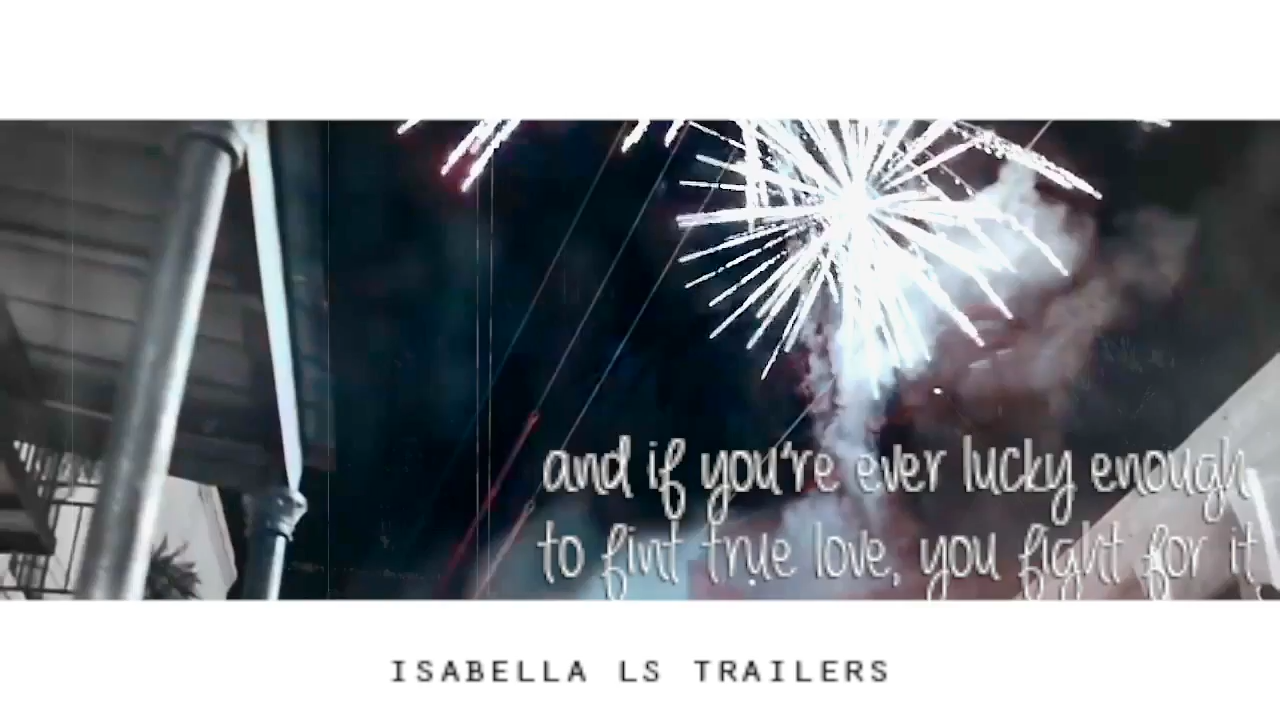 and if you're ever lucky enough
to fint true love, you fight for it
ISABELLA LS TRAILERS